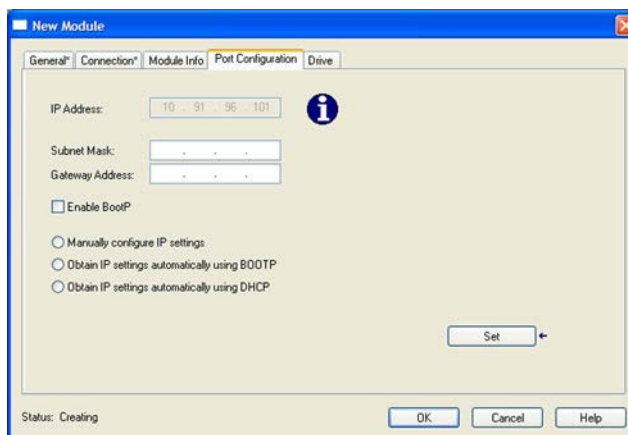 New Module
General* Connection* Module Info Port Configuration Drive
IP Address: 10 . 91 . 96 . 101
Subnet Mask: . . .
Gateway Address: . . .
Enable BootP
Manually configure IP settings
Obtain IP settings automatically using BOOTP
Obtain IP settings automatically using DHCP
Set
Status: Creating
OK Cancel Help